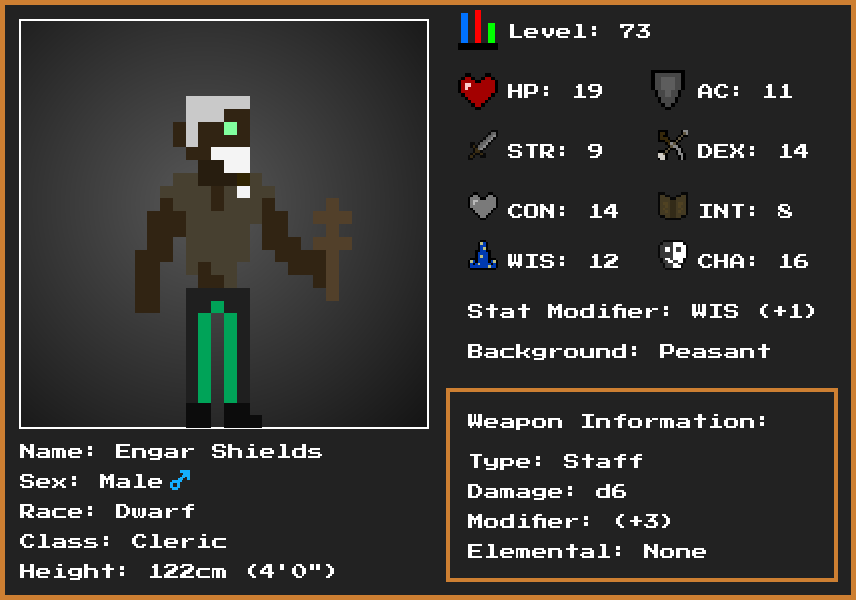 Level: 73
HP: 19 AC: 11
STR: 9 DEX: 14
CON: 14 INT: 8
WIS: 12 CHA: 16
Stat Modifier: WIS (+1)
Background: Peasant
Weapon Information:
Type: Staff
Damage: d6
Modifier: (+3)
Elemental: None
Name: Engar Shields
Sex: Male ♂
Race: Dwarf
Class: Cleric
Height: 122cm (4'0")